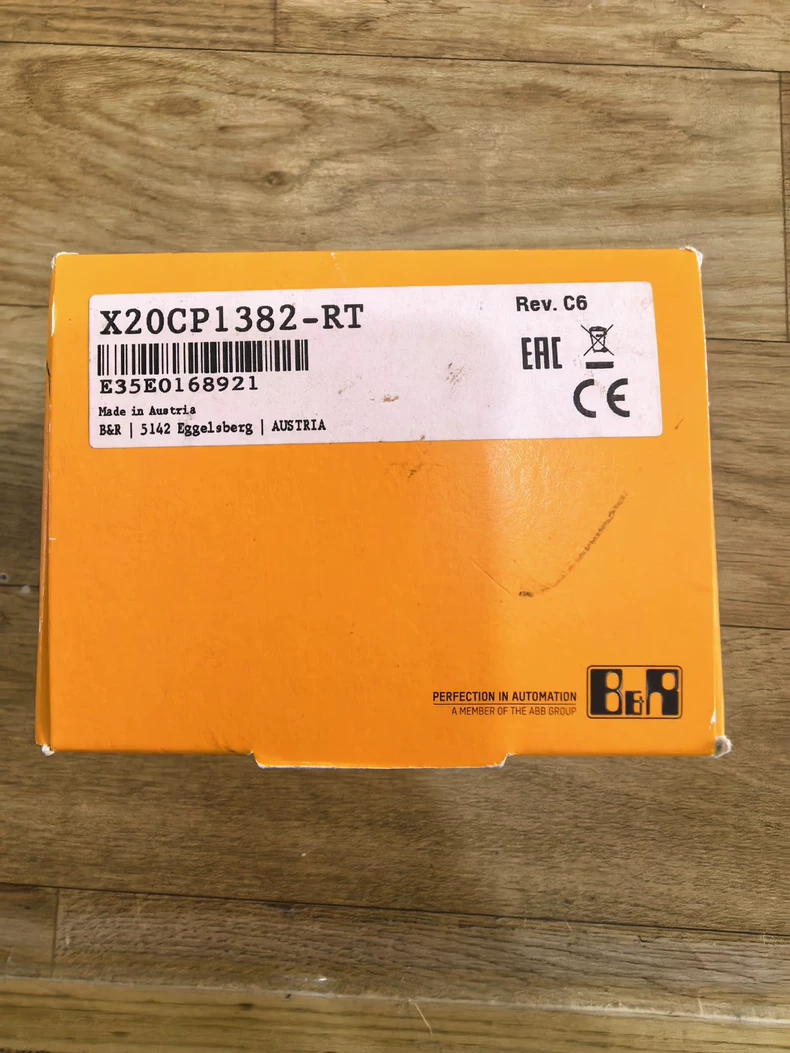 X20CP1382-RT
Rev. C6
EAC
E35E0168921
CE
Made in Austria
B&R | 5142 Eggelsberg | AUSTRIA
PERFECTION IN AUTOMATION
A MEMBER OF THE ABB GROUP
B&R